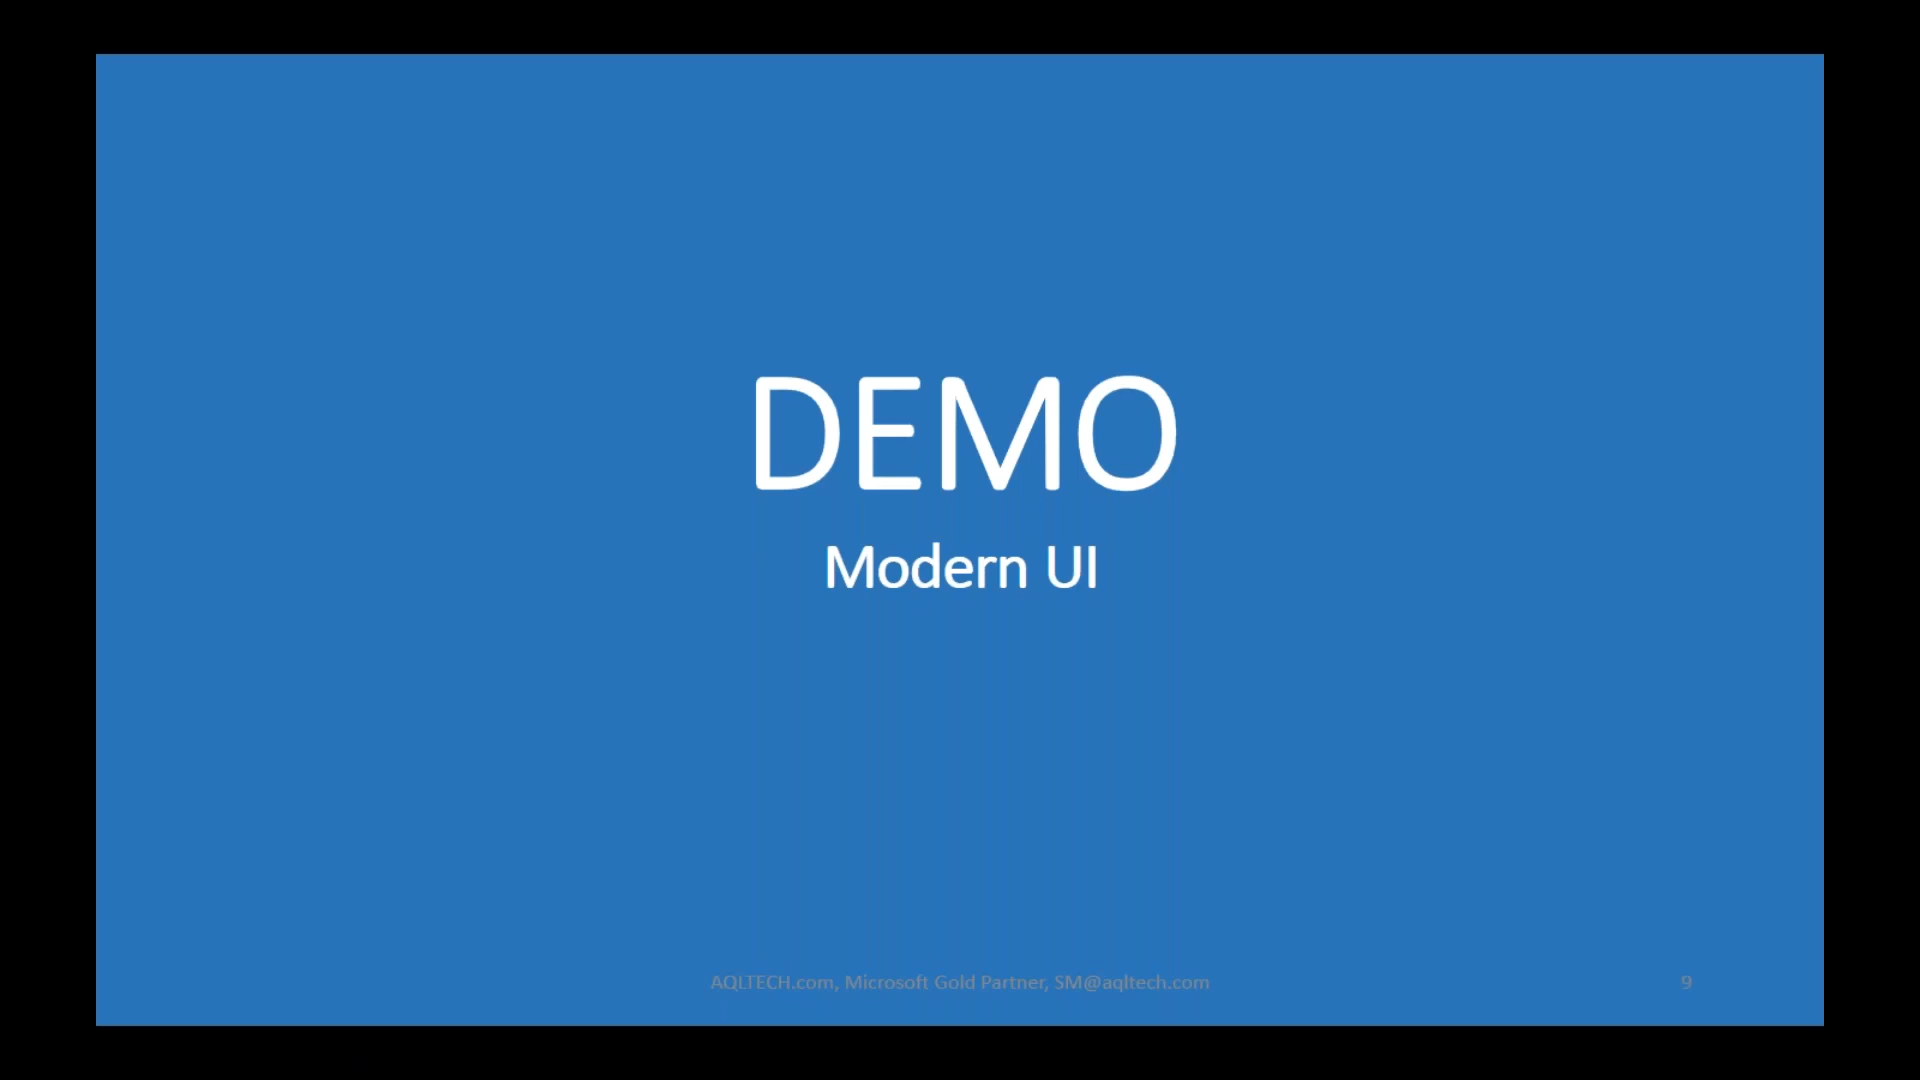 DEMO
Modern UI
AQLTECH.com, Microsoft Gold Partner, SM@aqltech.com
9